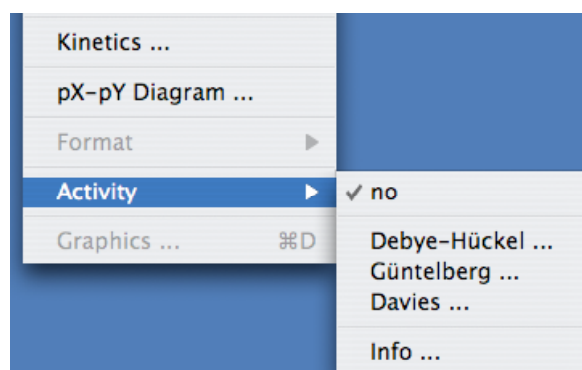 Kinetics ...
pX-pY Diagram ...
Format
Activity
Graphics ... ⌘D
✓ no
Debye-Hückel ...
Güntelberg ...
Davies ...
Info ...